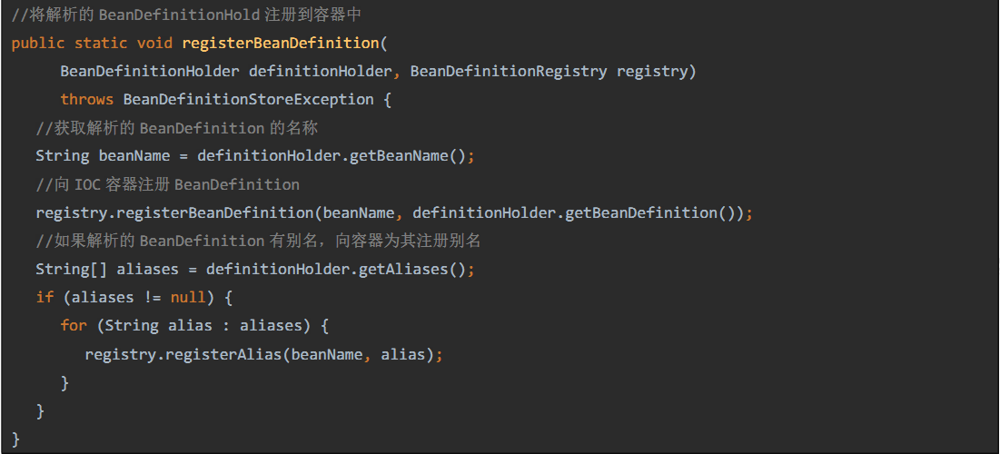 //将解析的 BeanDefinitionHold 注册到容器中
public static void registerBeanDefinition(
BeanDefinitionHolder definitionHolder, BeanDefinitionRegistry registry)
throws BeanDefinitionStoreException {
//获取解析的 BeanDefinition 的名称
String beanName = definitionHolder.getBeanName();
//向 IOC 容器注册 BeanDefinition
registry.registerBeanDefinition(beanName, definitionHolder.getBeanDefinition());
//如果解析的 BeanDefinition 有别名，向容器为其注册别名
String[] aliases = definitionHolder.getAliases();
if (aliases != null) {
for (String alias : aliases) {
registry.registerAlias(beanName, alias);
}
}
}